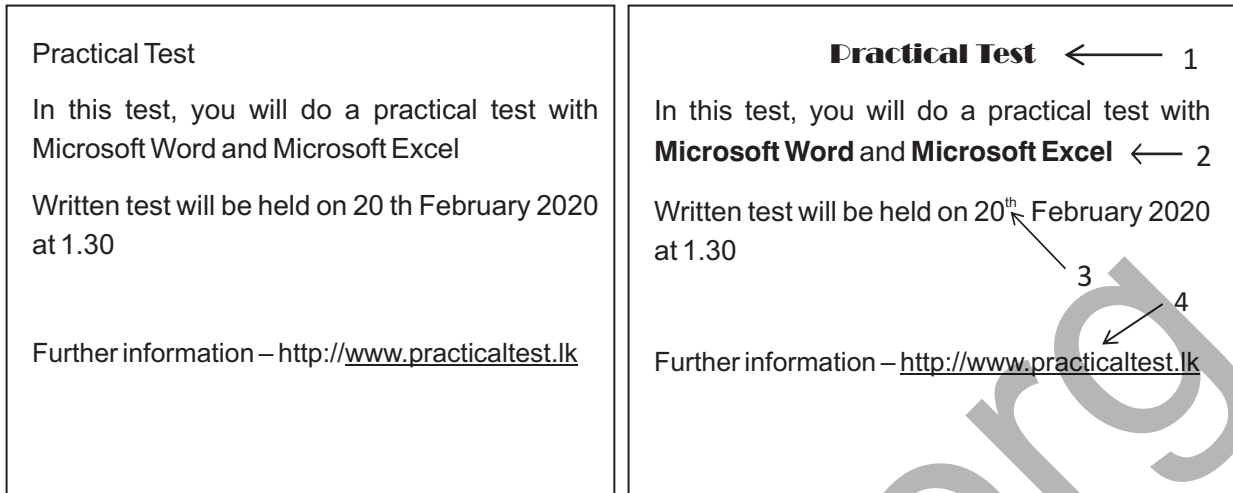 Practical Test
In this test, you will do a practical test with
Microsoft Word and Microsoft Excel
Written test will be held on 20 th February 2020
at 1.30
Further information – http://www.practicaltest.lk
Practical Test 1
In this test, you will do a practical test with
Microsoft Word and Microsoft Excel 2
Written test will be held on 20th February 2020
at 1.30
3
4
Further information – http://www.practicaltest.lk
org